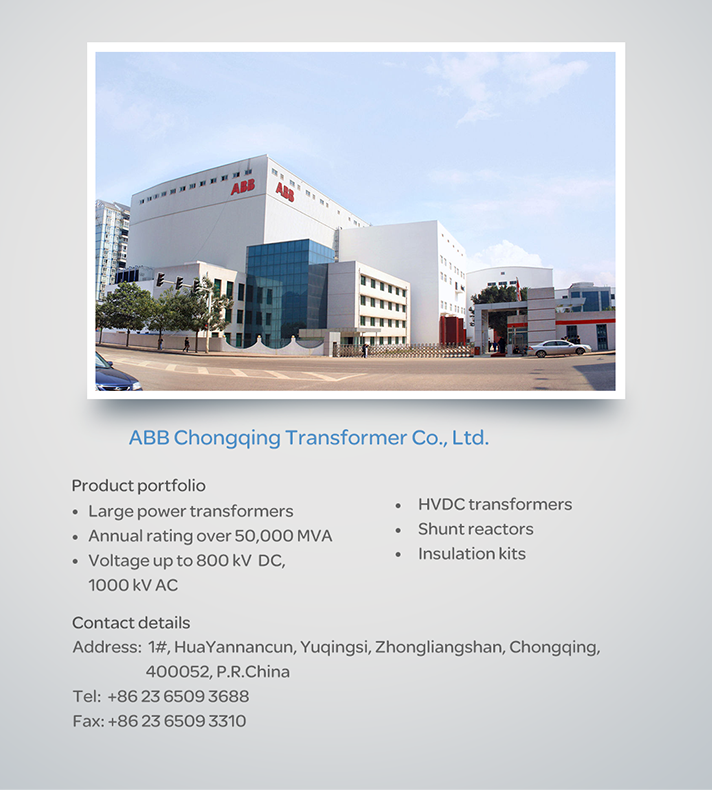 ABB
ABB
ABB Chongqing Transformer Co., Ltd.
Product portfolio
• Large power transformers
• Annual rating over 50,000 MVA
• Voltage up to 800 kV DC,
1000 kV AC
• HVDC transformers
• Shunt reactors
• Insulation kits
Contact details
Address: 1#, HuaYannancun, Yuqingsi, Zhongliangshan, Chongqing,
400052, P.R.China
Tel: +86 23 6509 3688
Fax: +86 23 6509 3310